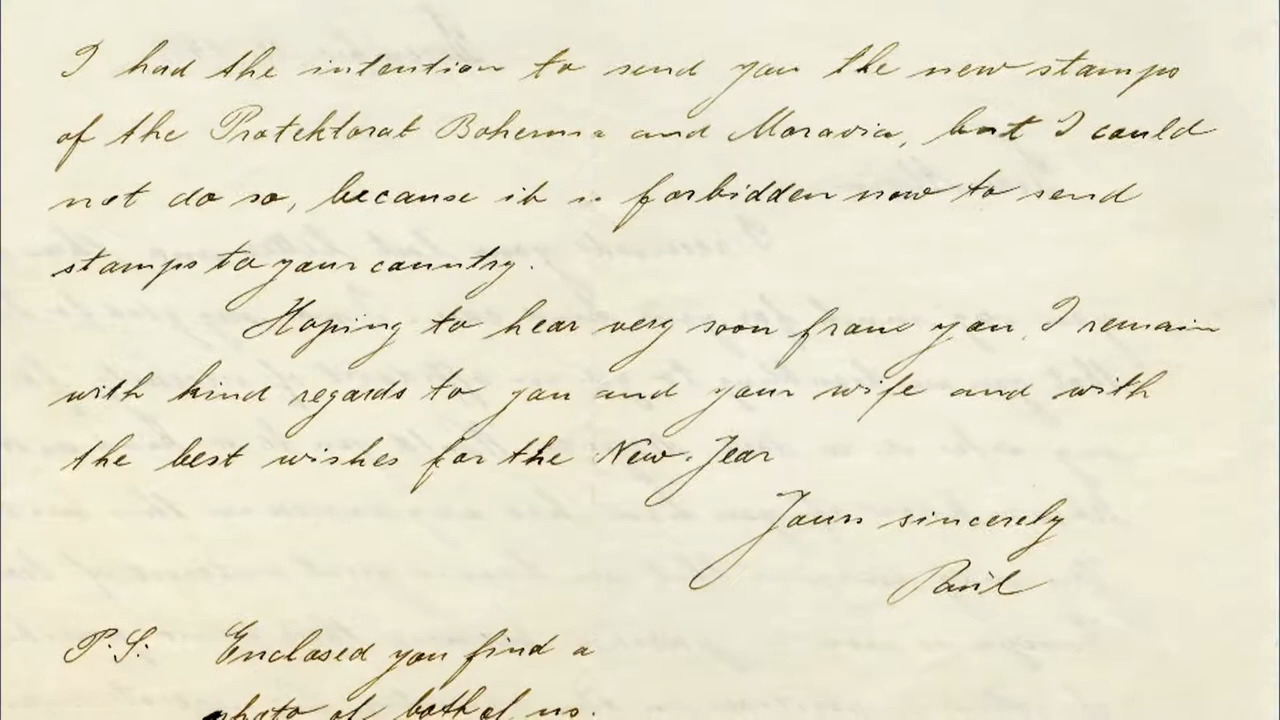 I had the intention to send you the new stamps
of the Protektorat Bohemia and Moravia, but I could
not do so, because it is forbidden now to send
stamps to your country.
Hoping to hear very soon from you, I remain
with kind regards to you and your wife and with
the best wishes for the New-Year
Yours sincerely
Paul
P.S: Enclosed you find a
photo of both of us.